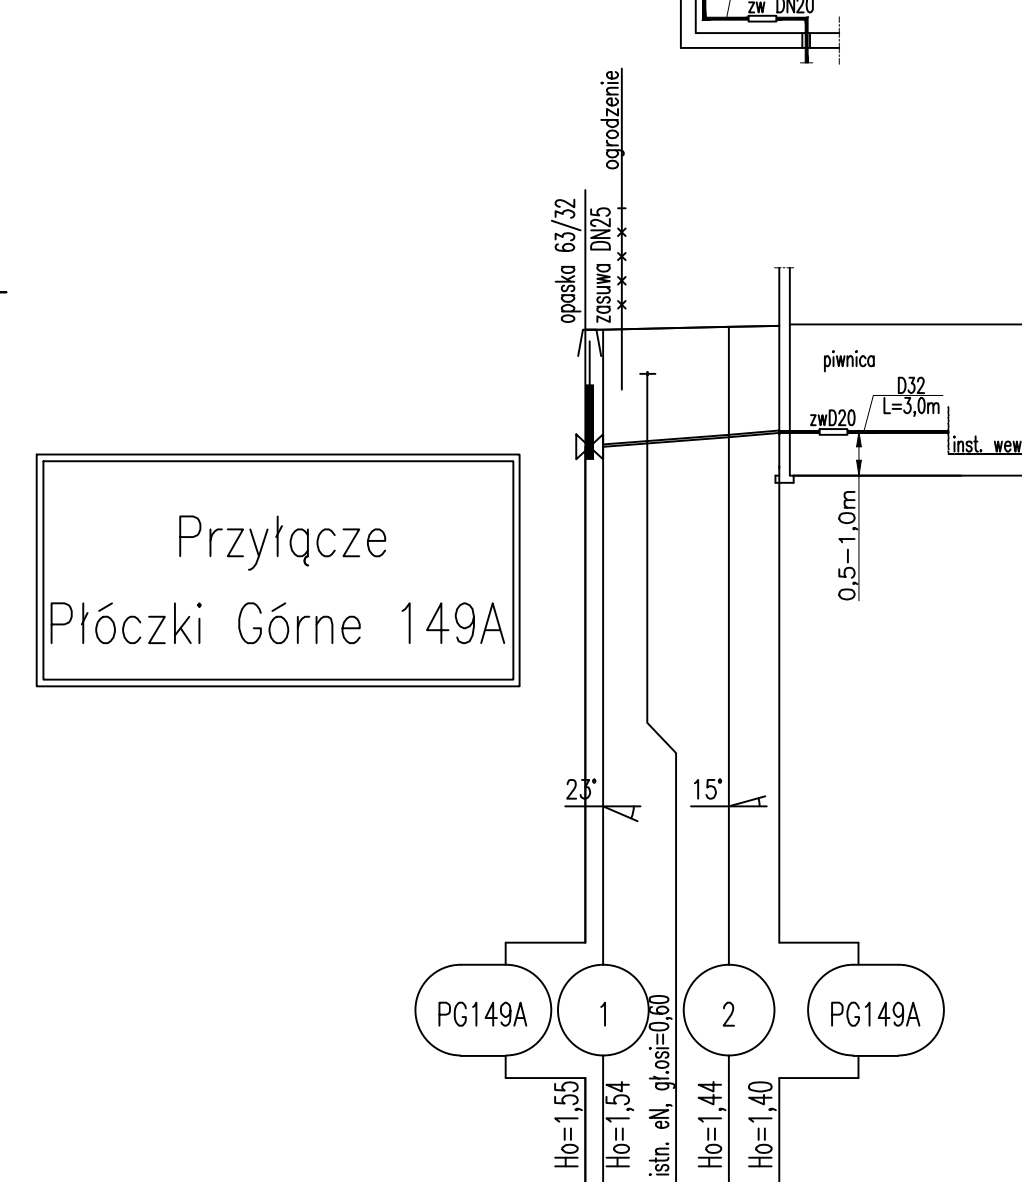 zw DN20
ogrodzenie
opaska 63/32
zasuwa DN25
piwnica
D32
L=3,0m
zwD20
inst. wew
0,5-1,0m
Przyłącze
Płóczki Górne 149A
23°
15°
PG149A
1
2
PG149A
istn. eN, gł.osi=0,60
Ho=1,55
Ho=1,54
Ho=1,44
Ho=1,40